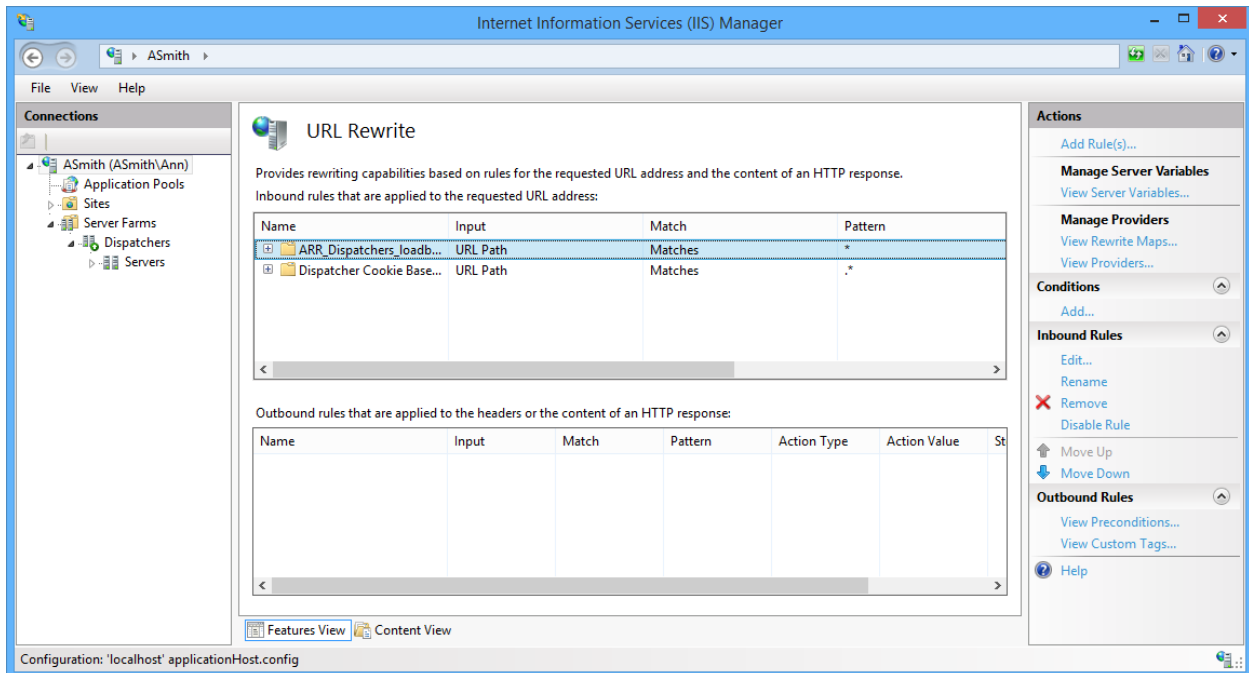 Internet Information Services (IIS) Manager
ASmith
File View Help
Connections
ASmith (ASmith\Ann)
Application Pools
Sites
Server Farms
Dispatchers
Servers
URL Rewrite
Provides rewriting capabilities based on rules for the requested URL address and the content of an HTTP response.
Inbound rules that are applied to the requested URL address:
Name Input Match Pattern
ARR_Dispatchers_loadb... URL Path Matches *
Dispatcher Cookie Base... URL Path Matches .*
Outbound rules that are applied to the headers or the content of an HTTP response:
Name Input Match Pattern Action Type Action Value St
Features View Content View
Actions
Add Rule(s)...
Manage Server Variables
View Server Variables...
Manage Providers
View Rewrite Maps...
View Providers...
Conditions
Add...
Inbound Rules
Edit...
Rename
Remove
Disable Rule
Move Up
Move Down
Outbound Rules
View Preconditions...
View Custom Tags...
Help
Configuration: 'localhost' applicationHost.config